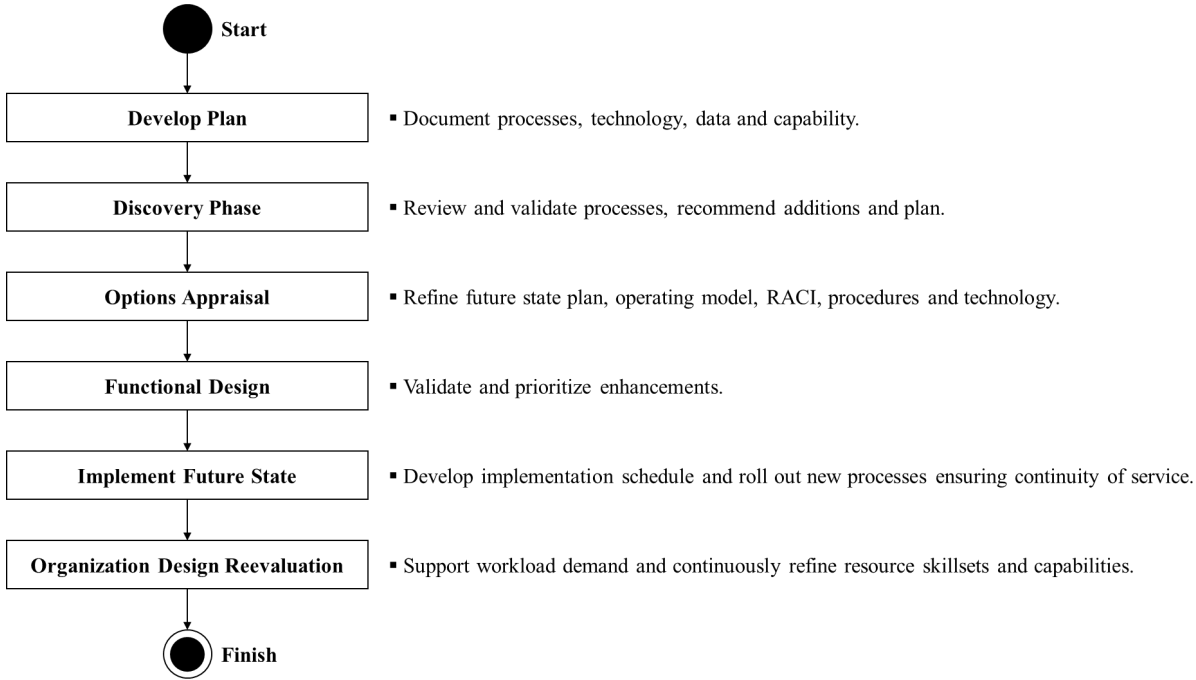 Start
Develop Plan
▪ Document processes, technology, data and capability.
Discovery Phase
▪ Review and validate processes, recommend additions and plan.
Options Appraisal
▪ Refine future state plan, operating model, RACI, procedures and technology.
Functional Design
▪ Validate and prioritize enhancements.
Implement Future State
▪ Develop implementation schedule and roll out new processes ensuring continuity of service.
Organization Design Reevaluation
▪ Support workload demand and continuously refine resource skillsets and capabilities.
Finish